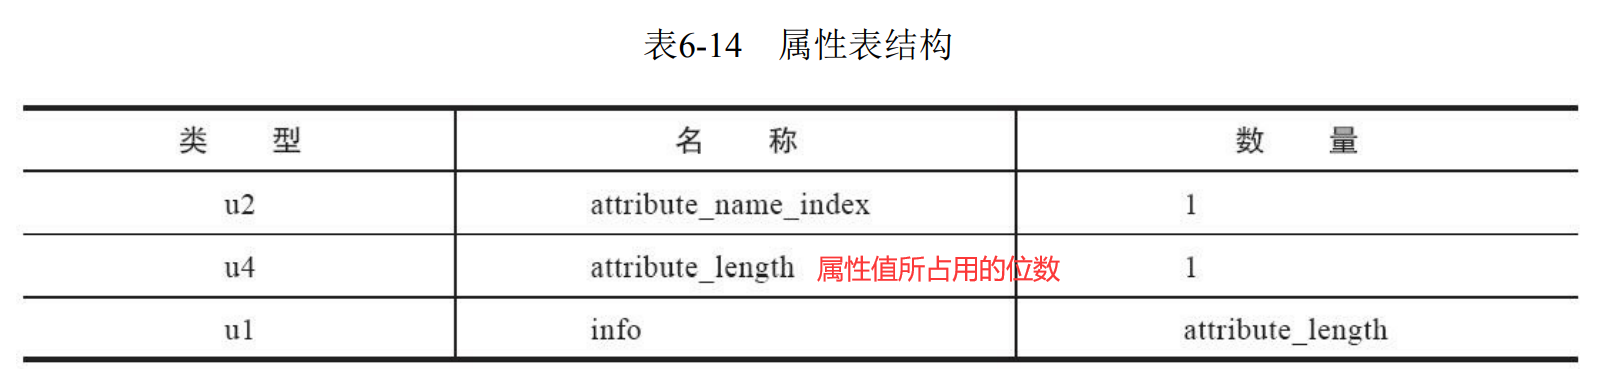 表6-14 属性表结构
类 型 名 称 数 量
u2 attribute_name_index 1
u4 attribute_length 属性值所占用的位数 1
u1 info attribute_length